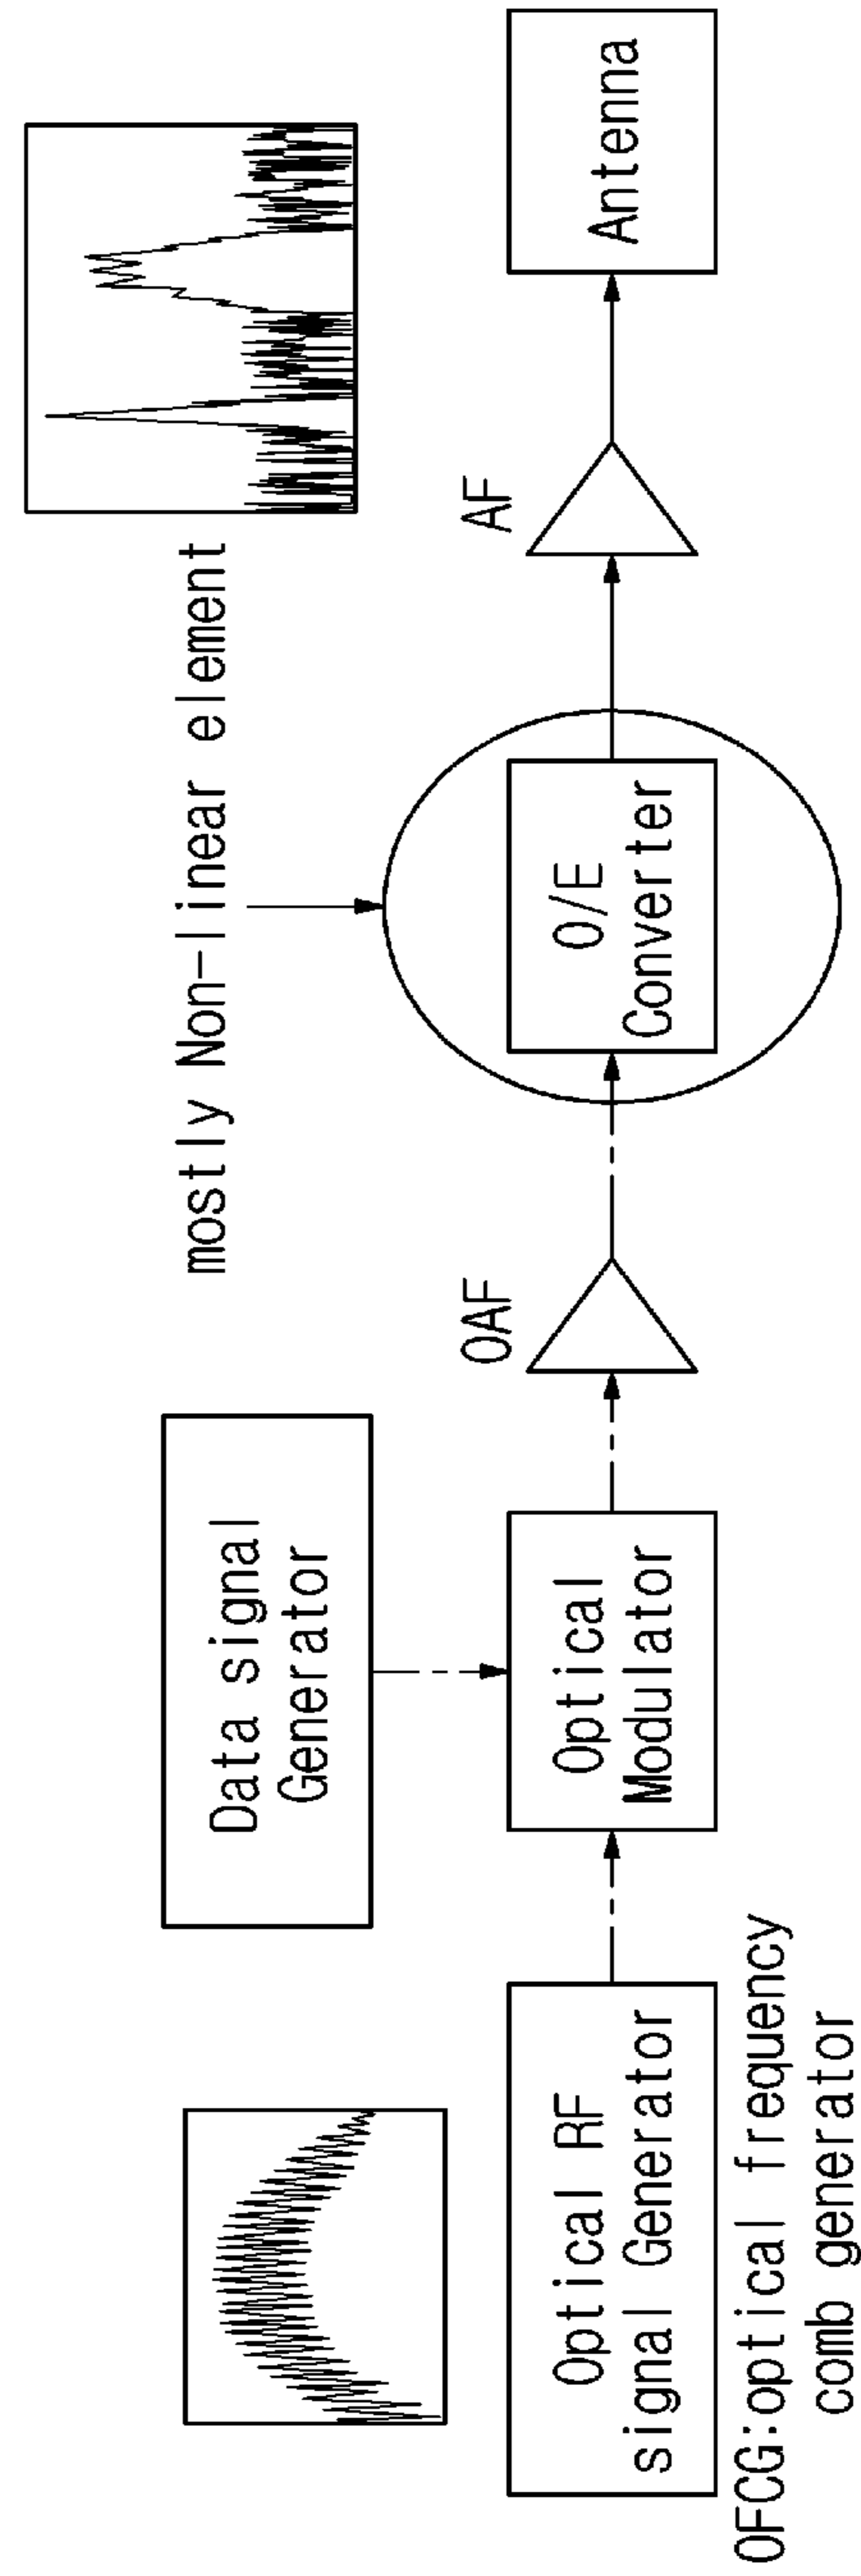 mostly Non-linear element
Data signal
Generator
OAF
AF
Optical RF
signal Generator
Optical
Modulator
O/E
Converter
Antenna
OFCG:optical frequency
comb generator